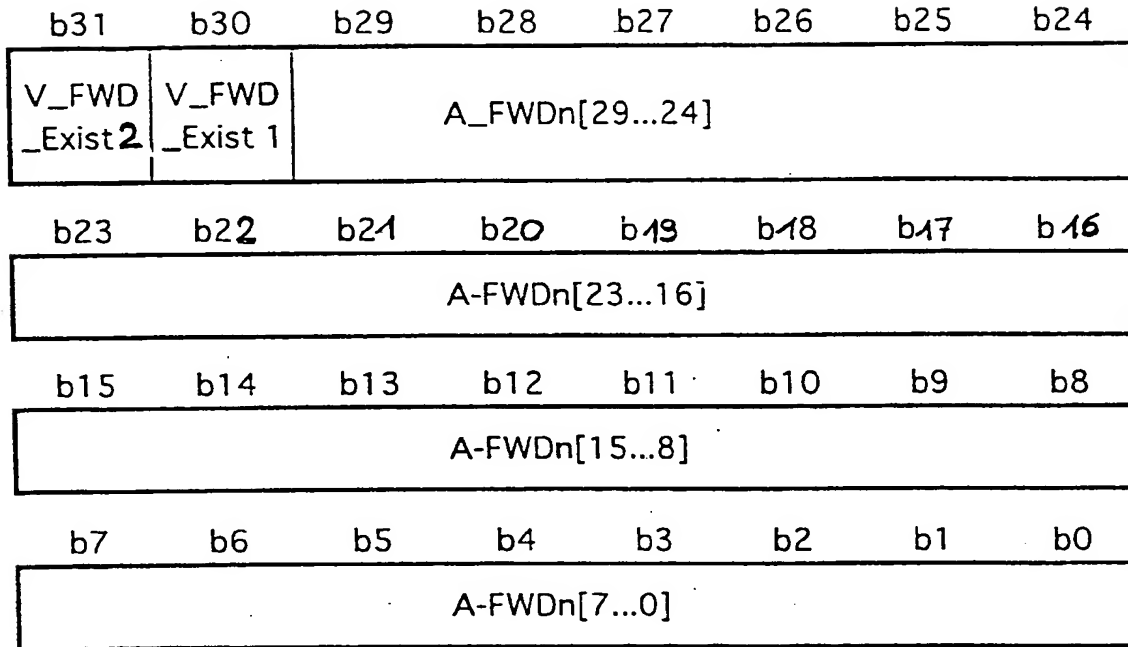 b31 b30 b29 b28 b27 b26 b25 b24
V_FWD V_FWD A_FWDn[29...24]
_Exist2 _Exist 1
b23 b22 b21 b20 b19 b18 b17 b16
A-FWDn[23...16]
b15 b14 b13 b12 b11 b10 b9 b8
A-FWDn[15...8]
b7 b6 b5 b4 b3 b2 b1 b0
A-FWDn[7...0]